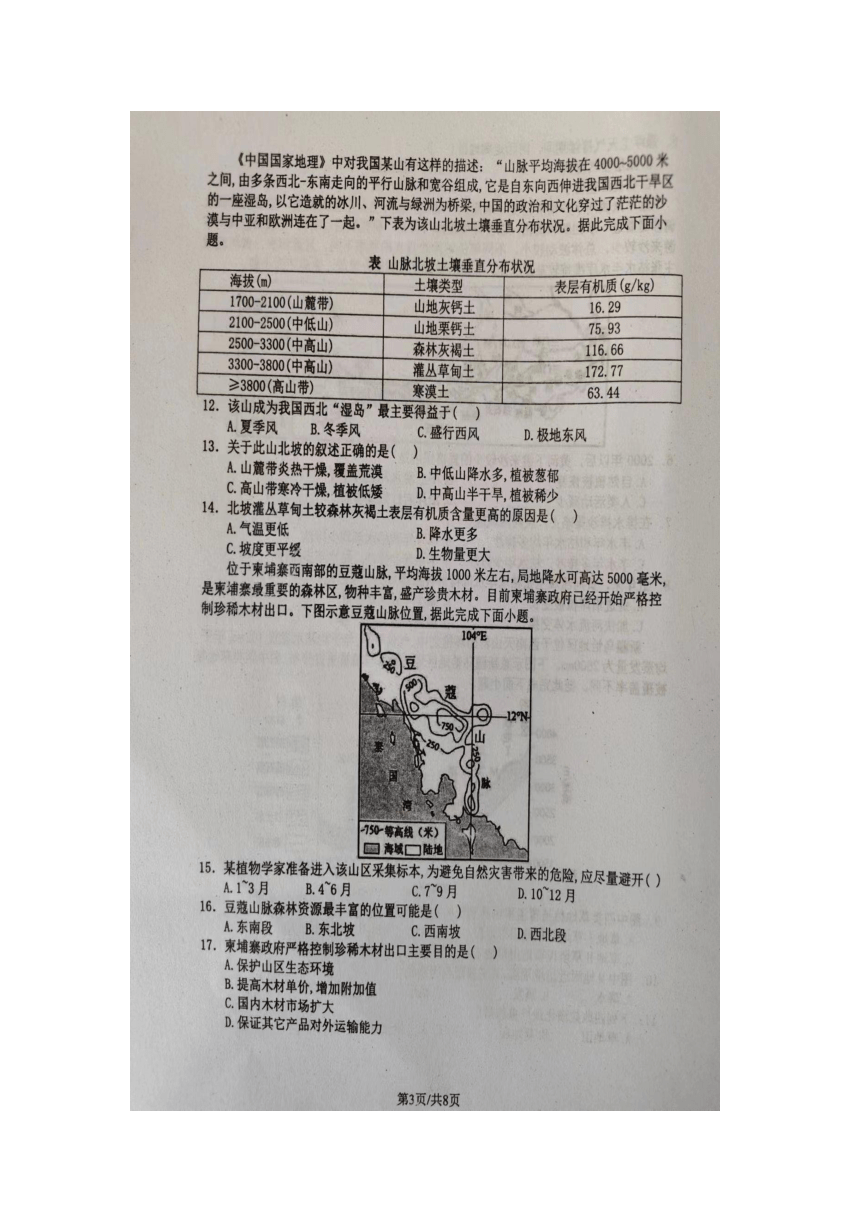 《中国国家地理》中对我国某山有这样的描述：“山脉平均海拔在 4000~5000 米
之间，由多条西北-东南走向的平行山脉和宽谷组成，它是自东向西伸进我国西北干旱区
的一座湿岛，以它造就的冰川、河流与绿洲为桥梁，中国的政治和文化穿过了茫茫的沙
漠与中亚和欧洲连在了一起。”下表为该山北坡土壤垂直分布状况。据此完成下面小
题。
表 山脉北坡土壤垂直分布状况
海拔(m) 土壤类型 表层有机质(g/kg)
1700-2100(山麓带) 山地灰钙土 16.29
2100-2500(中低山) 山地栗钙土 75.93
2500-3300(中高山) 森林灰褐土 116.66
3300-3800(中高山) 灌丛草甸土 172.77
≥3800(高山带) 寒漠土 63.44
12. 该山成为我国西北“湿岛”最主要得益于( )
A.夏季风 B.冬季风 C.盛行西风 D.极地东风
13. 关于此山北坡的叙述正确的是( )
A.山麓带炎热干燥,覆盖荒漠 B.中低山降水多,植被葱郁
C.高山带寒冷干燥,植被低矮 D.中高山半干旱,植被稀少
14. 北坡灌丛草甸土较森林灰褐土表层有机质含量更高的原因是( )
A.气温更低 B.降水更多
C.坡度更平缓 D.生物量更大
位于柬埔寨西南部的豆蔻山脉,平均海拔 1000 米左右,局地降水可高达 5000 毫米,
是柬埔寨最重要的森林区,物种丰富,盛产珍贵木材。目前柬埔寨政府已经开始严格控
制珍稀木材出口。下图示意豆蔻山脉位置,据此完成下面小题。
104°E
250
豆
500
蔻
250
12°N
750
山
250
泰
250
国
脉
湾
-750-等高线（米）
海域 陆地
15. 某植物学家准备进入该山区采集标本,为避免自然灾害带来的危险,应尽量避开( )
A.1~3 月 B.4~6 月 C.7~9 月 D.10~12 月
16. 豆蔻山脉森林资源最丰富的位置可能是( )
A.东南段 B.东北坡 C.西南坡 D.西北段
17. 柬埔寨政府严格控制珍稀木材出口主要目的是( )
A.保护山区生态环境
B.提高木材单价,增加附加值
C.国内木材市场扩大
D.保证其它产品对外运输能力
第3页/共8页